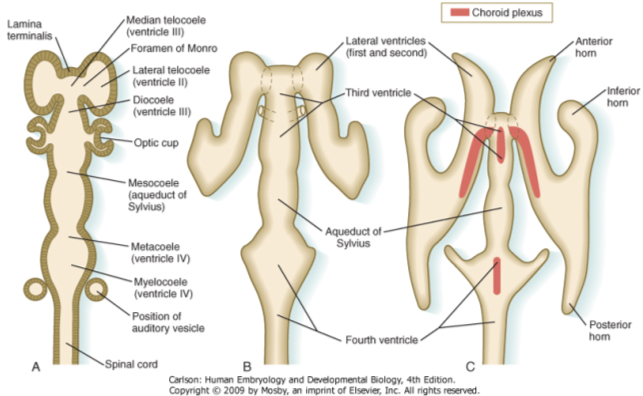 Choroid plexus
Lamina
terminalis
Median telocoele
(ventricle III)
Foramen of Monro
Lateral telocoele
(ventricle II)
Diocoele
(ventricle III)
Optic cup
Mesocoele
(aqueduct of
Sylvius)
Metacoele
(ventricle IV)
Myelocoele
(ventricle IV)
Position of
auditory vesicle
Spinal cord
A
Lateral ventricles
(first and second)
Third ventricle
Aqueduct of
Sylvius
Fourth ventricle
B
Anterior
horn
Inferior
horn
Posterior
horn
C
Carlson: Human Embryology and Developmental Biology, 4th Edition.
Copyright © 2009 by Mosby, an imprint of Elsevier, Inc. All rights reserved.